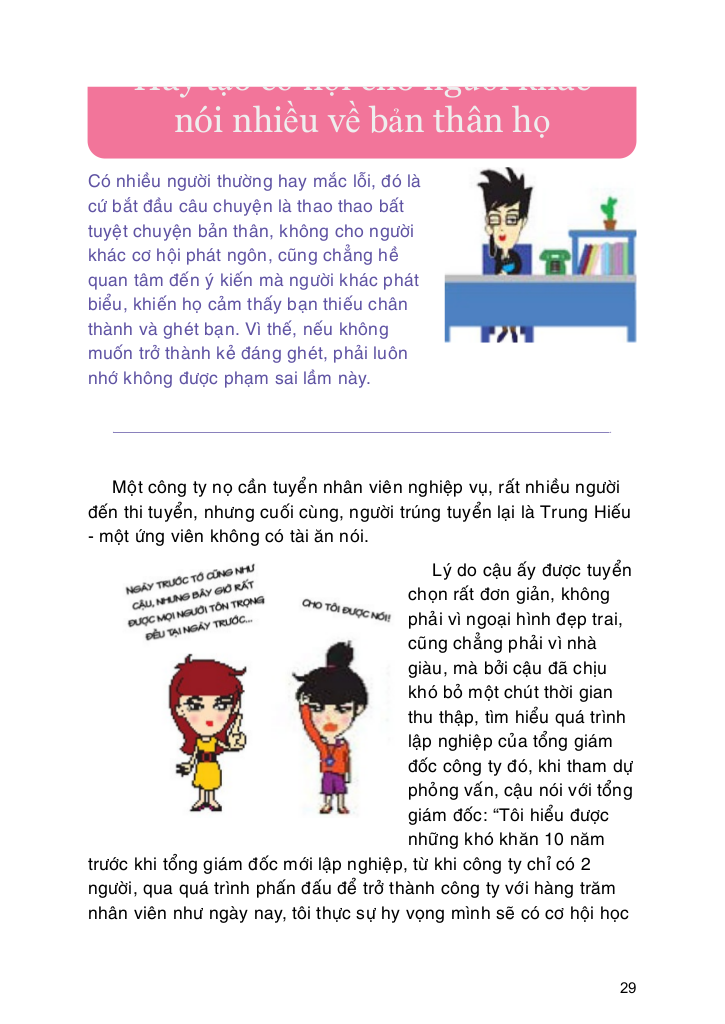 Hãy tạo cơ hội cho người khác
nói nhiều về bản thân họ
Có nhiều người thường hay mắc lỗi, đó là
cứ bắt đầu câu chuyện là thao thao bất
tuyệt chuyện bản thân, không cho người
khác cơ hội phát ngôn, cũng chẳng hề
quan tâm đến ý kiến mà người khác phát
biểu, khiến họ cảm thấy bạn thiếu chân
thành và ghét bạn. Vì thế, nếu không
muốn trở thành kẻ đáng ghét, phải luôn
nhớ không được phạm sai lầm này.
Một công ty nọ cần tuyển nhân viên nghiệp vụ, rất nhiều người
đến thi tuyển, nhưng cuối cùng, người trúng tuyển lại là Trung Hiếu
- một ứng viên không có tài ăn nói.
NGÀY TRƯỚC TỚ CŨNG NHƯ
CẬU, NHƯNG BÂY GIỜ RẤT
ĐƯỢC MỌI NGƯỜI TÔN TRỌNG
ĐỀU TẠI NGÀY TRƯỚC...
CHO TÔI ĐƯỢC NÓI!
Lý do cậu ấy được tuyển
chọn rất đơn giản, không
phải vì ngoại hình đẹp trai,
cũng chẳng phải vì nhà
giàu, mà bởi cậu đã chịu
khó bỏ một chút thời gian
thu thập, tìm hiểu quá trình
lập nghiệp của tổng giám
đốc công ty đó, khi tham dự
phỏng vấn, cậu nói với tổng
giám đốc: “Tôi hiểu được
những khó khăn 10 năm
trước khi tổng giám đốc mới lập nghiệp, từ khi công ty chỉ có 2
người, qua quá trình phấn đấu để trở thành công ty với hàng trăm
nhân viên như ngày nay, tôi thực sự hy vọng mình sẽ có cơ hội học
29